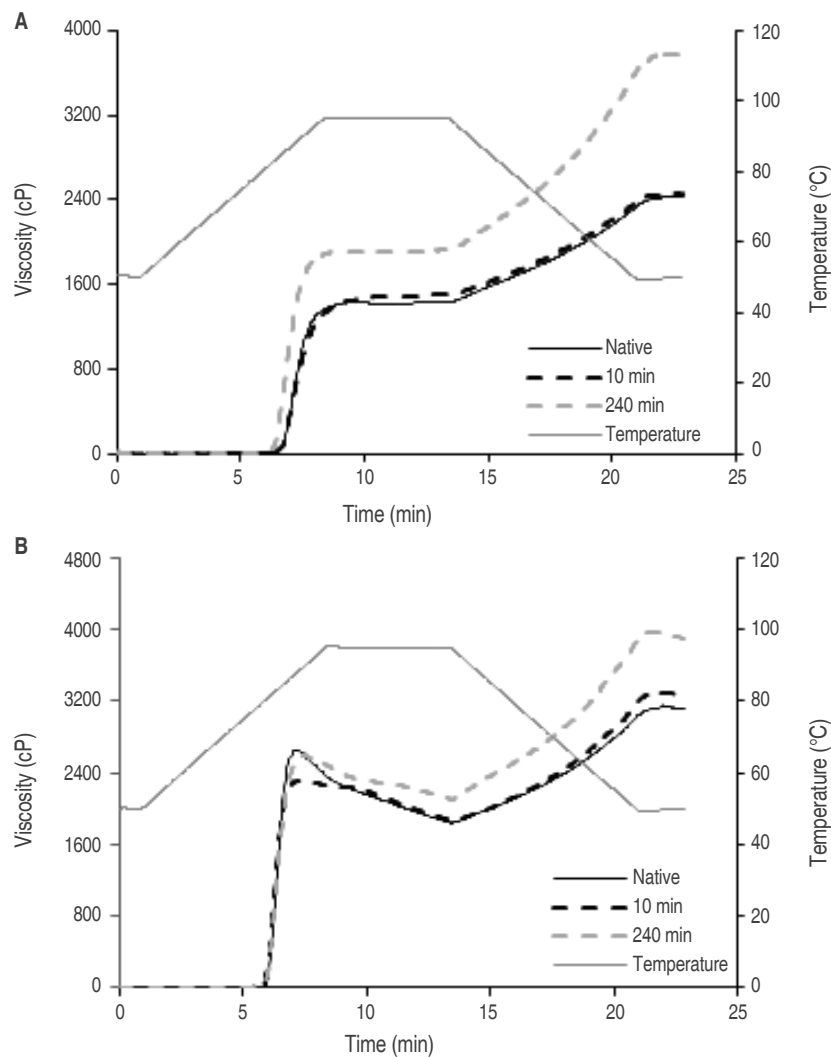 A
Viscosity (cP)
4000
3200
2400
1600
800
0
Temperature (°C)
120
100
80
60
40
20
0
Native
10 min
240 min
Temperature
0 5 10 15 20 25
Time (min)
B
Viscosity (cP)
4800
4000
3200
2400
1600
800
0
Temperature (°C)
120
100
80
60
40
20
0
Native
10 min
240 min
Temperature
0 5 10 15 20 25
Time (min)